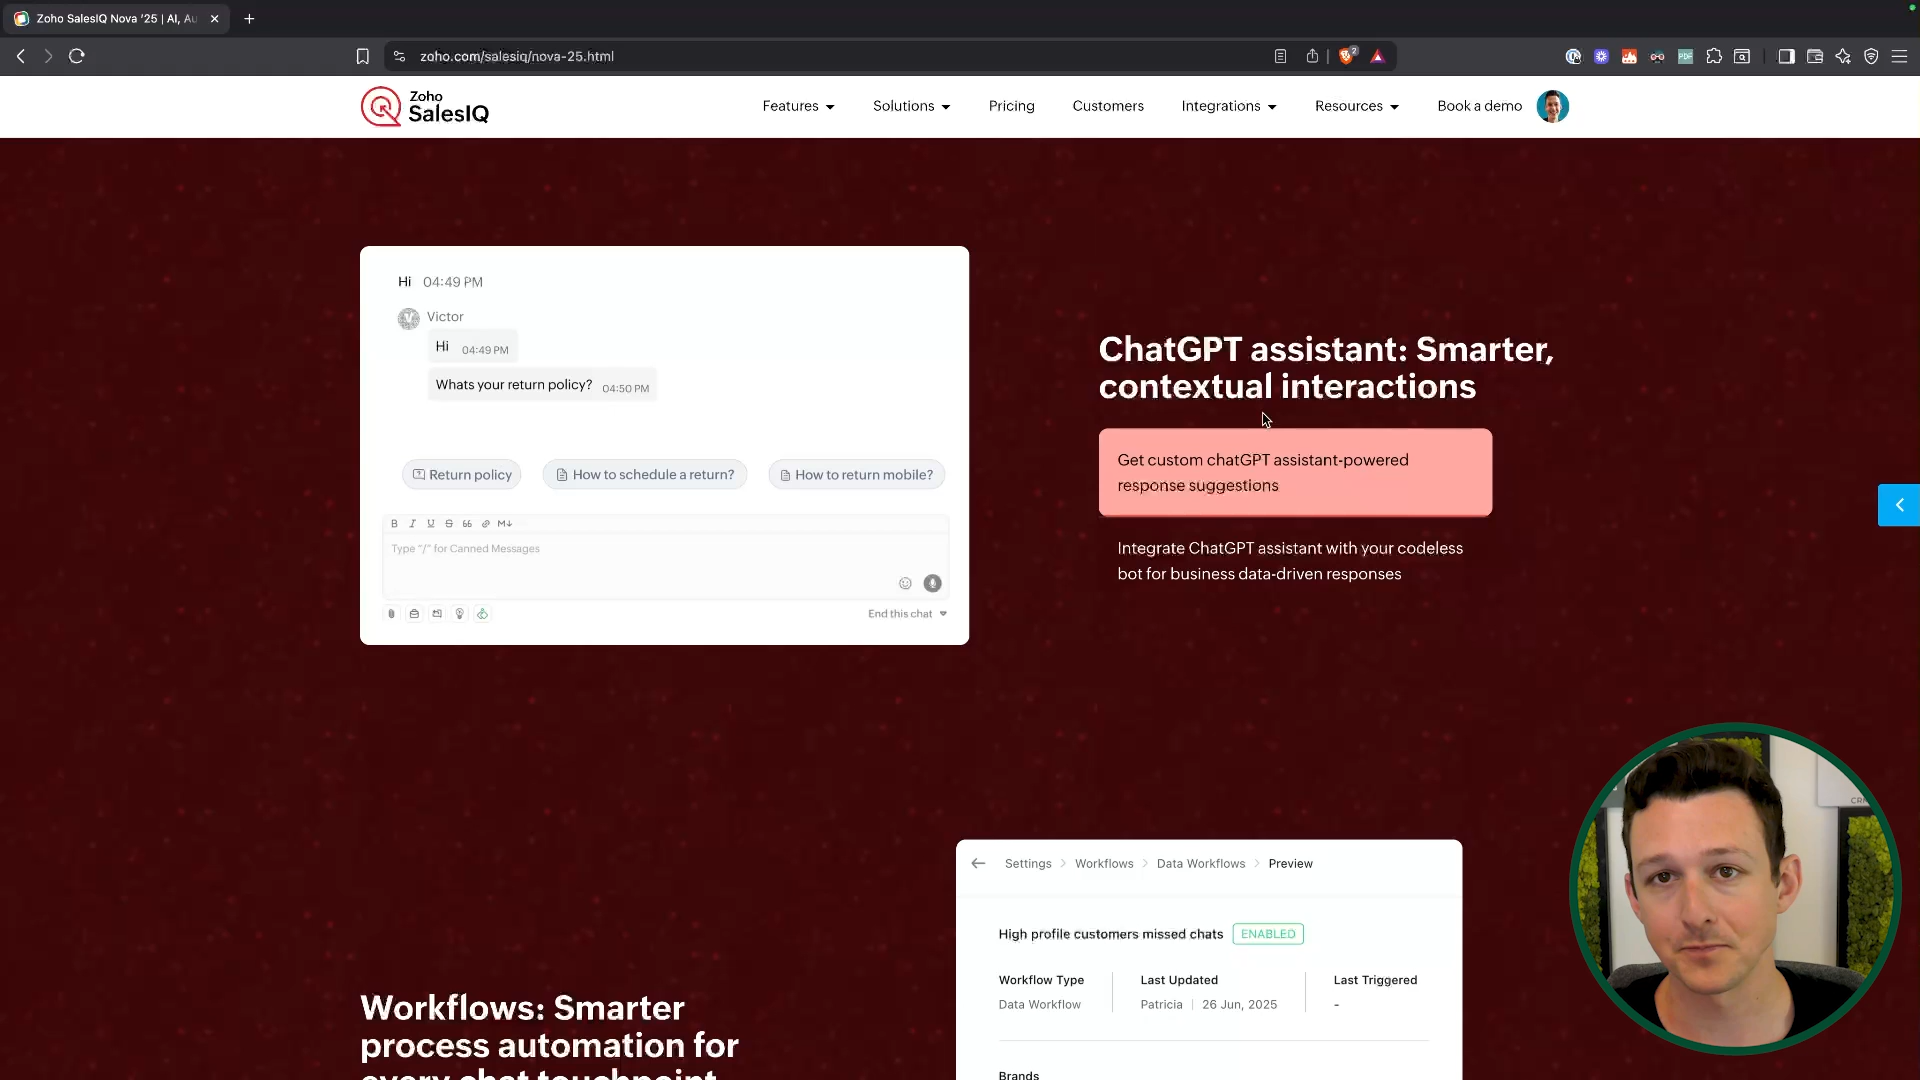 Zoho SalesIQ Nova '25 | AI, Au
zoho.com/salesiq/nova-25.html
2
PDF
Zoho
SalesIQ
Features
Solutions
Pricing
Customers
Integrations
Resources
Book a demo
Hi 04:49 PM
Victor
Hi 04:49 PM
Whats your return policy? 04:50 PM
Return policy
How to schedule a return?
How to return mobile?
B I U S M
Type "/" for Canned Messages
End this chat
ChatGPT assistant: Smarter,
contextual interactions
Get custom chatGPT assistant-powered
response suggestions
Integrate ChatGPT assistant with your codeless
bot for business data-driven responses
Settings > Workflows > Data Workflows > Preview
High profile customers missed chats ENABLED
Workflow Type
Data Workflow
Last Updated
Patricia | 26 Jun, 2025
Last Triggered
-
Brands
Workflows: Smarter
process automation for
every chat touchpoint